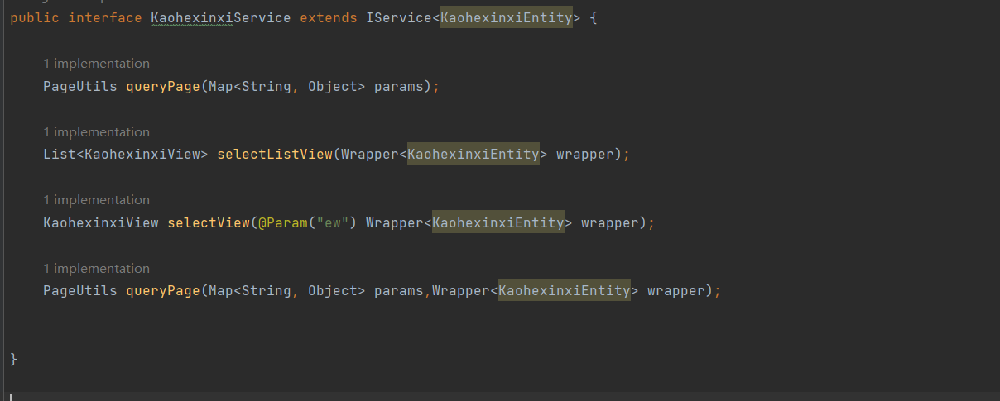 public interface KaohexinxiService extends IService<KaohexinxiEntity> {
1 implementation
PageUtils queryPage(Map<String, Object> params);
1 implementation
List<KaohexinxiView> selectListView(Wrapper<KaohexinxiEntity> wrapper);
1 implementation
KaohexinxiView selectView(@Param("ew") Wrapper<KaohexinxiEntity> wrapper);
1 implementation
PageUtils queryPage(Map<String, Object> params,Wrapper<KaohexinxiEntity> wrapper);
}